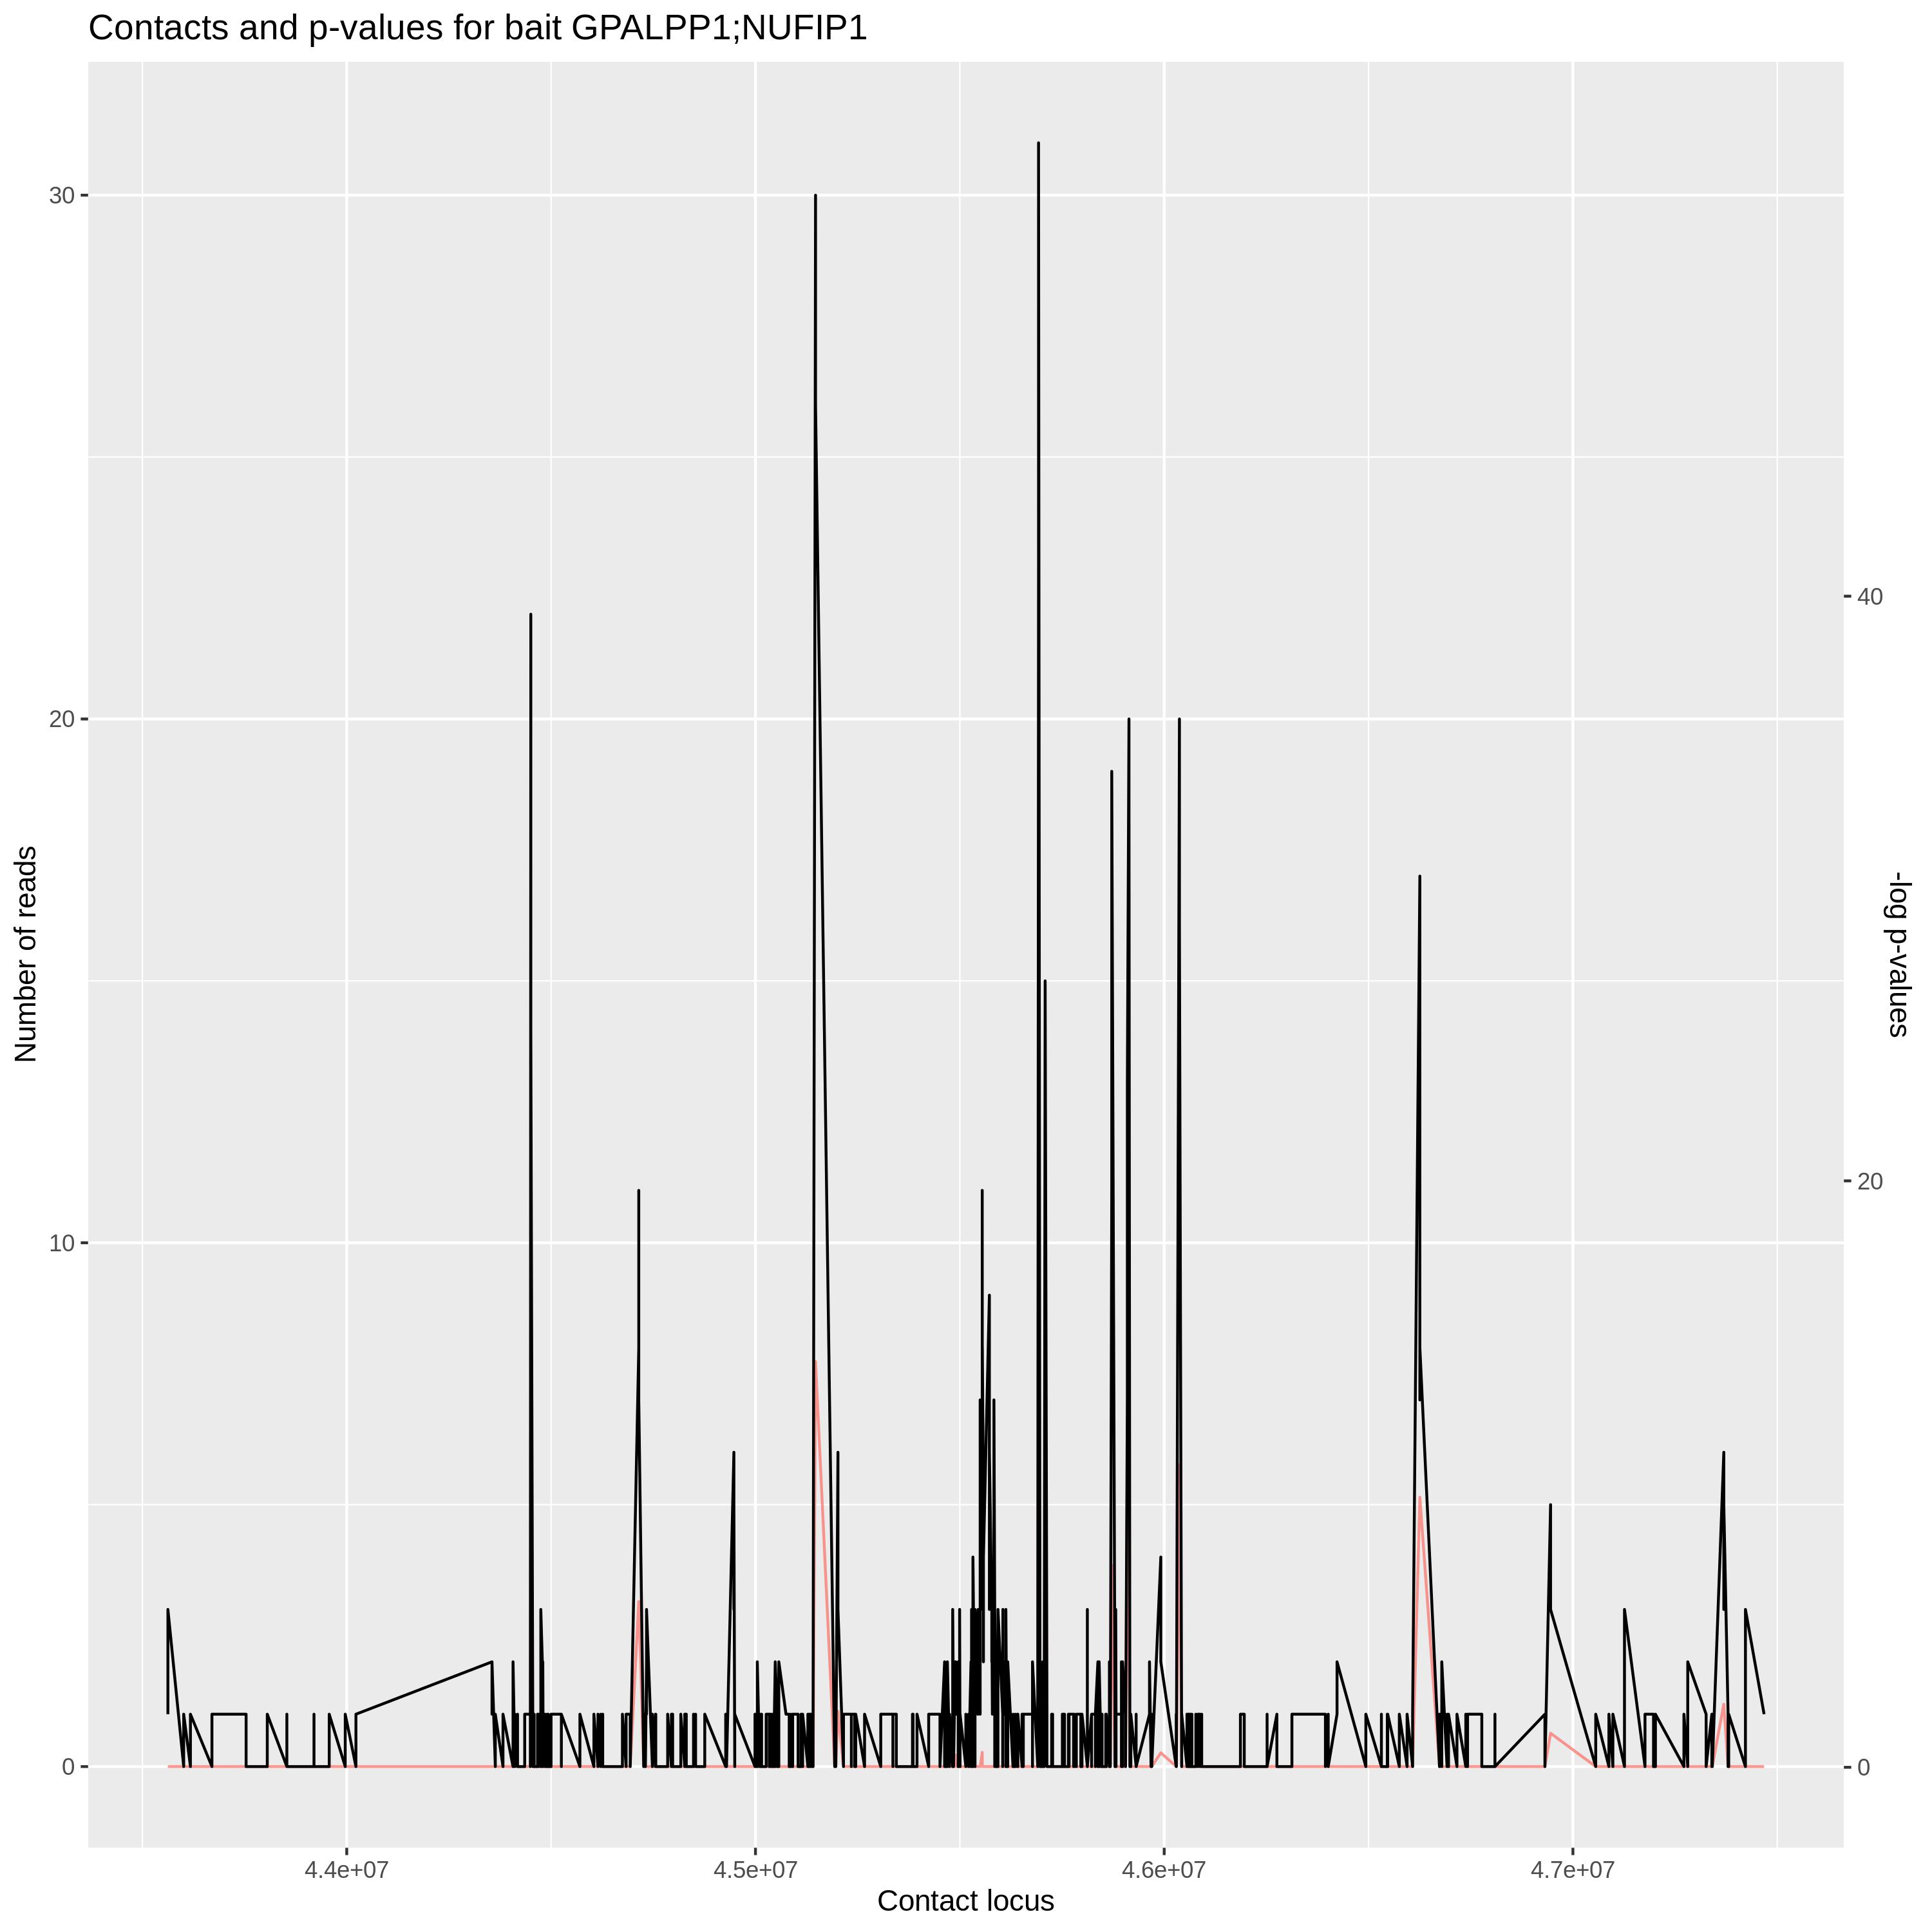 Contacts and p-values for bait GPALPP1;NUFIP1
30
20
10
0
Number of reads
40
20
0
-log p-values
4.4e+07
4.5e+07
4.6e+07
4.7e+07
Contact locus